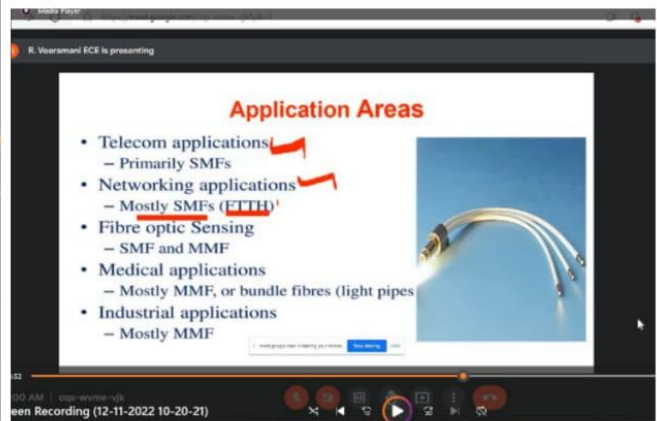 Media Player
R. Veeramani ECE is presenting
Application Areas
• Telecom applications
– Primarily SMFs
• Networking applications
– Mostly SMFs (FTTH)
• Fibre optic Sensing
– SMF and MMF
• Medical applications
– Mostly MMF, or bundle fibres (light pipes
• Industrial applications
– Mostly MMF
Stop sharing
:52
:00 AM | cqs-wvme-vjk
een Recording (12-11-2022 10-20-21)